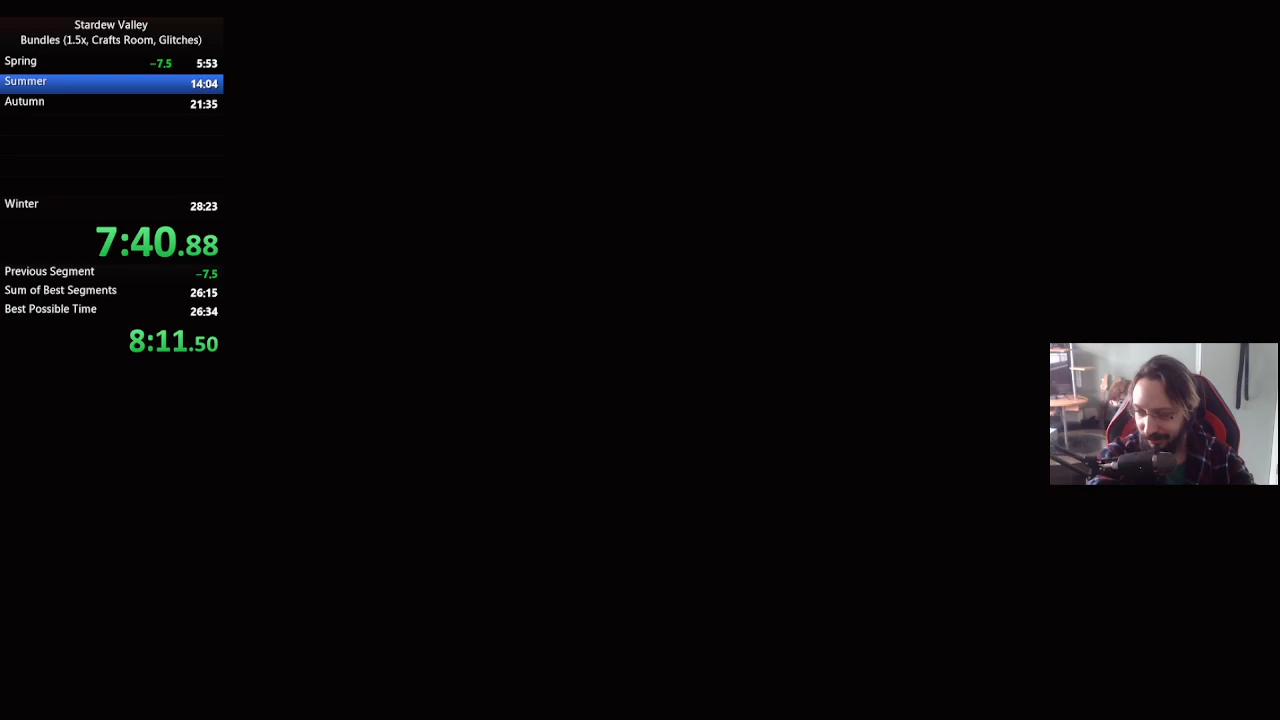 Stardew Valley
Bundles (1.5x, Crafts Room, Glitches)
Spring −7.5 5:53
Summer 14:04
Autumn 21:35
Winter 28:23
7:40.88
Previous Segment −7.5
Sum of Best Segments 26:15
Best Possible Time 26:34
8:11.50